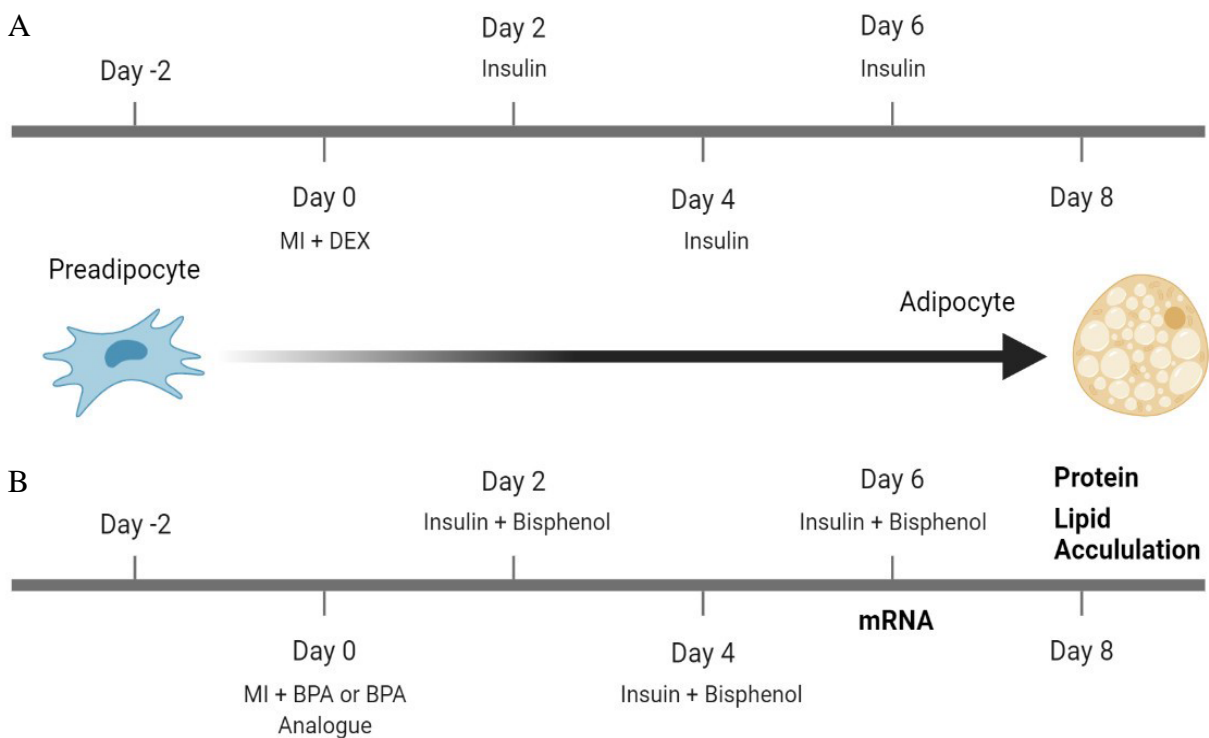 A
Day -2
Day 2
Insulin
Day 6
Insulin
Day 0
MI + DEX
Day 4
Insulin
Day 8
Preadipocyte
Adipocyte
B
Day -2
Day 2
Insulin + Bisphenol
Day 6
Insulin + Bisphenol
Protein
Lipid
Accululation
Day 0
MI + BPA or BPA
Analogue
Day 4
Insuin + Bisphenol
mRNA
Day 8